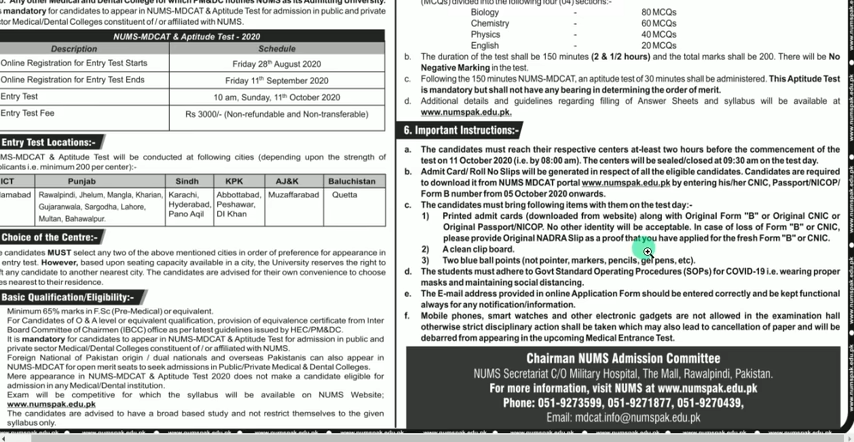 Any other Medical and Dental College for which PM&DC notifies NUMS as its Admitting University.
mandatory for candidates to appear in NUMS-MDCAT & Aptitude Test for admission in public and private
ctor Medical/Dental Colleges constituent of / or affiliated with NUMS.
NUMS-MDCAT & Aptitude Test - 2020
Description Schedule
Online Registration for Entry Test Starts Friday 28th August 2020
Online Registration for Entry Test Ends Friday 11th September 2020
Entry Test 10 am, Sunday, 11th October 2020
Entry Test Fee Rs 3000/- (Non-refundable and Non-transferable)
Entry Test Locations:-
MS-MDCAT & Aptitude Test will be conducted at following cities (depending upon the strength of
plicants i.e. minimum 200 per center):-
ICT Punjab Sindh KPK AJ&K Baluchistan
lamabad Rawalpindi, Jhelum, Mangla, Kharian, Karachi, Abbottabad, Muzaffarabad Quetta
Gujaranwala, Sargodha, Lahore, Hyderabad, Peshawar,
Multan, Bahawalpur. Pano Aqil DI Khan
Choice of the Centre:-
e candidates MUST select any two of the above mentioned cities in order of preference for appearance in
entry test. However, based upon seating capacity available in a city, the University reserves the right to
ft any candidate to another nearest city. The candidates are advised for their own convenience to choose
es nearest to their residence.
Basic Qualification/Eligibility:-
Minimum 65% marks in F.Sc (Pre-Medical) or equivalent.
For Candidates of O & A level or equivalent qualification, provision of equivalence certificate from Inter
Board Committee of Chairmen (IBCC) office as per latest guidelines issued by HEC/PM&DC.
It is mandatory for candidates to appear in NUMS-MDCAT & Aptitude Test for admission in public and
private sector Medical/Dental Colleges constituent of / or affiliated with NUMS.
Foreign National of Pakistan origin / dual nationals and overseas Pakistanis can also appear in
NUMS-MDCAT for open merit seats to seek admissions in Public/Private Medical & Dental Colleges.
Mere appearance in NUMS-MDCAT & Aptitude Test 2020 does not make a candidate eligible for
admission in any Medical/Dental institution.
Exam will be competitive for which the syllabus will be available on NUMS Website;
www.numspak.edu.pk.
The candidates are advised to have a broad based study and not restrict themselves to the given
syllabus only.
(MCQs) divided into the following four (04) sections:-
Biology - 80 MCQs
Chemistry - 60 MCQs
Physics - 40 MCQs
English - 20 MCQs
b. The duration of the test shall be 150 minutes (2 & 1/2 hours) and the total marks shall be 200. There will be No
Negative Marking in the test.
c. Following the 150 minutes NUMS-MDCAT, an aptitude test of 30 minutes shall be administered. This Aptitude Test
is mandatory but shall not have any bearing in determining the order of merit.
d. Additional details and guidelines regarding filling of Answer Sheets and syllabus will be available at
www.numspak.edu.pk.
6. Important Instructions:-
a. The candidates must reach their respective centers at-least two hours before the commencement of the
test on 11 October 2020 (i.e. by 08:00 am). The centers will be sealed/closed at 09:30 am on the test day.
b. Admit Card/ Roll No Slips will be generated in respect of all the eligible candidates. Candidates are required
to download it from NUMS MDCAT portal www.numspak.edu.pk by entering his/her CNIC, Passport/NICOP/
Form B number from 05 October 2020 onwards.
c. The candidates must bring following items with them on the test day:-
1) Printed admit cards (downloaded from website) along with Original Form "B" or Original CNIC or
Original Passport/NICOP. No other identity will be acceptable. In case of loss of Form "B" or CNIC,
please provide Original NADRA Slip as a proof that you have applied for the fresh Form "B" or CNIC.
2) A clean clip board.
3) Two blue ball points (not pointer, markers, pencils, gel pens, etc).
d. The students must adhere to Govt Standard Operating Procedures (SOPs) for COVID-19 i.e. wearing proper
masks and maintaining social distancing.
e. The E-mail address provided in online Application Form should be entered correctly and be kept functional
always for any notification/information.
f. Mobile phones, smart watches and other electronic gadgets are not allowed in the examination hall
otherwise strict disciplinary action shall be taken which may also lead to cancellation of paper and will be
debarred from appearing in the upcoming Medical Entrance Test.
Chairman NUMS Admission Committee
NUMS Secretariat C/O Military Hospital, The Mall, Rawalpindi, Pakistan.
For more information, visit NUMS at www.numspak.edu.pk
Phone: 051-9273599, 051-9271877, 051-9270439,
Email: mdcat.info@numspak.edu.pk